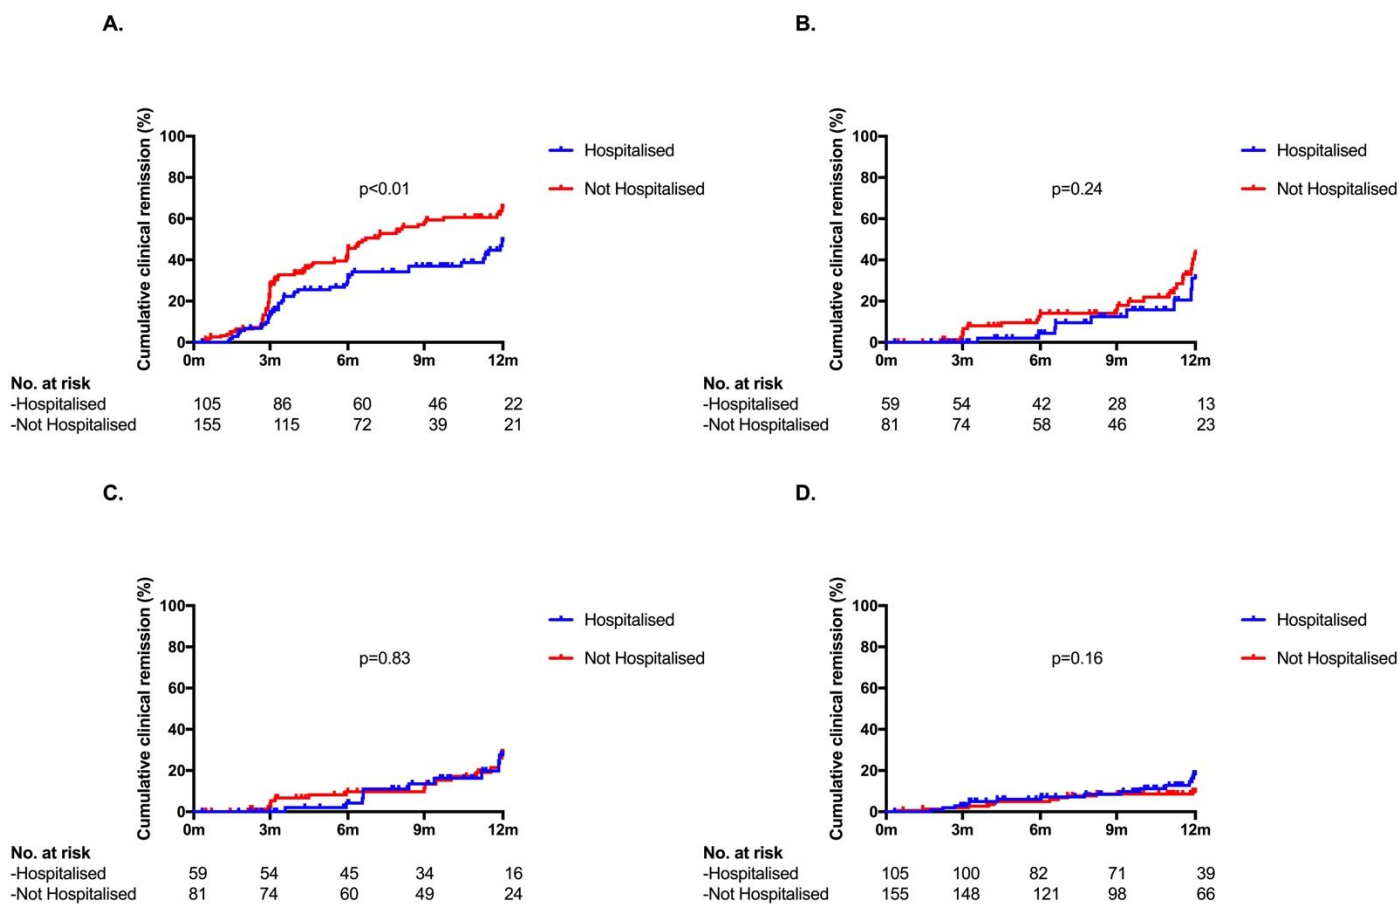 A.
Cumulative clinical remission (%)
100
80
60
40
20
0
p<0.01
Hospitalised
Not Hospitalised
0m 3m 6m 9m 12m
No. at risk
-Hospitalised 105 86 60 46 22
-Not Hospitalised 155 115 72 39 21
B.
Cumulative clinical remission (%)
100
80
60
40
20
0
p=0.24
Hospitalised
Not Hospitalised
0m 3m 6m 9m 12m
No. at risk
-Hospitalised 59 54 42 28 13
-Not Hospitalised 81 74 58 46 23
C.
Cumulative clinical remission (%)
100
80
60
40
20
0
p=0.83
Hospitalised
Not Hospitalised
0m 3m 6m 9m 12m
No. at risk
-Hospitalised 59 54 45 34 16
-Not Hospitalised 81 74 60 49 24
D.
Cumulative clinical remission (%)
100
80
60
40
20
0
p=0.16
Hospitalised
Not Hospitalised
0m 3m 6m 9m 12m
No. at risk
-Hospitalised 105 100 82 71 39
-Not Hospitalised 155 148 121 98 66